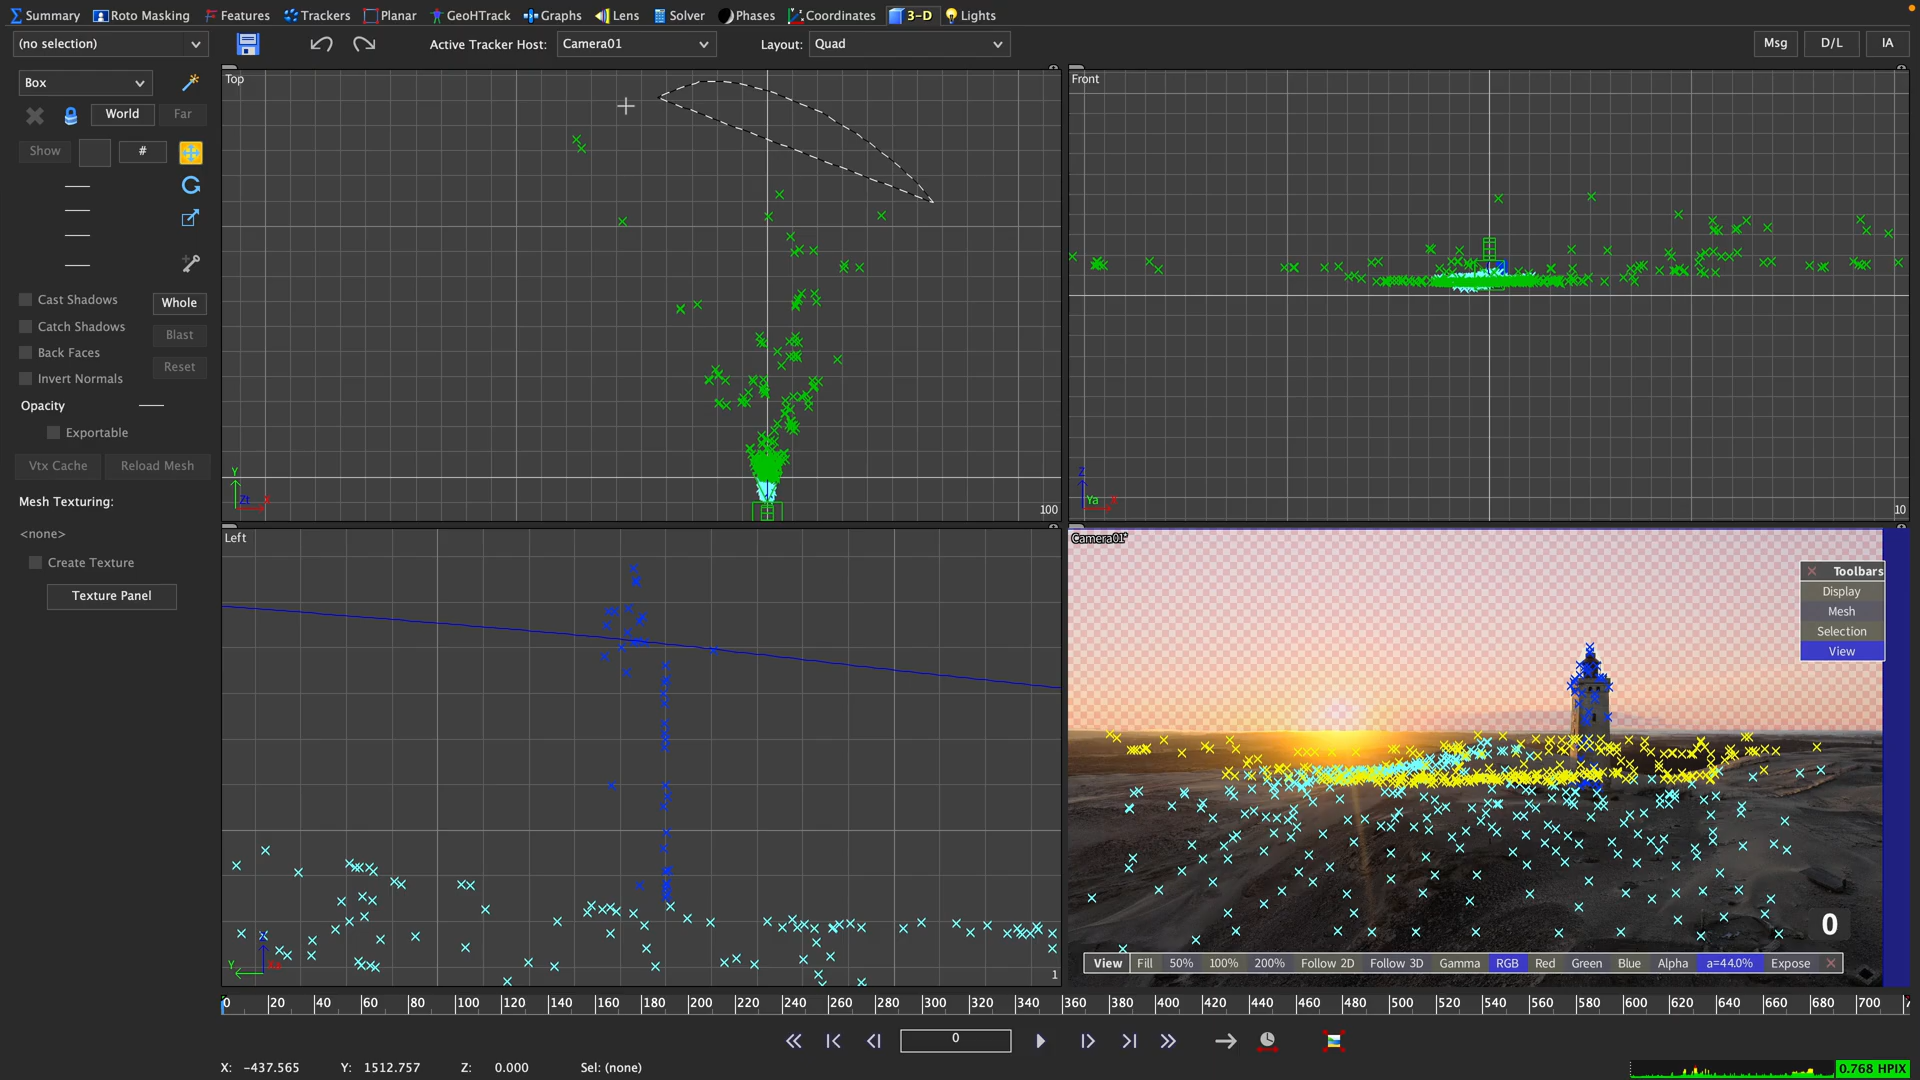 Summary Roto Masking Features Trackers Planar GeoHTrack Graphs Lens Solver Phases Coordinates 3-D Lights
(no selection) Active Tracker Host: Camera01 Layout: Quad Msg D/L IA
Box
World Far
Show #
Cast Shadows Whole
Catch Shadows
Blast
Back Faces
Reset
Invert Normals
Opacity
Exportable
Vtx Cache Reload Mesh
Mesh Texturing:
<none>
Create Texture
Texture Panel
Top
Y
X
100
Front
Z
Ya X
10
Left
Y
1
Camera01*
Toolbars
Display
Mesh
Selection
View
0
View Fill 50% 100% 200% Follow 2D Follow 3D Gamma RGB Red Green Blue Alpha a=44.0% Expose
0 20 40 60 80 100 120 140 160 180 200 220 240 260 280 300 320 340 360 380 400 420 440 460 480 500 520 540 560 580 600 620 640 660 680 700
0
X: -437.565 Y: 1512.757 Z: 0.000 Sel: (none)
0.768 HPIX